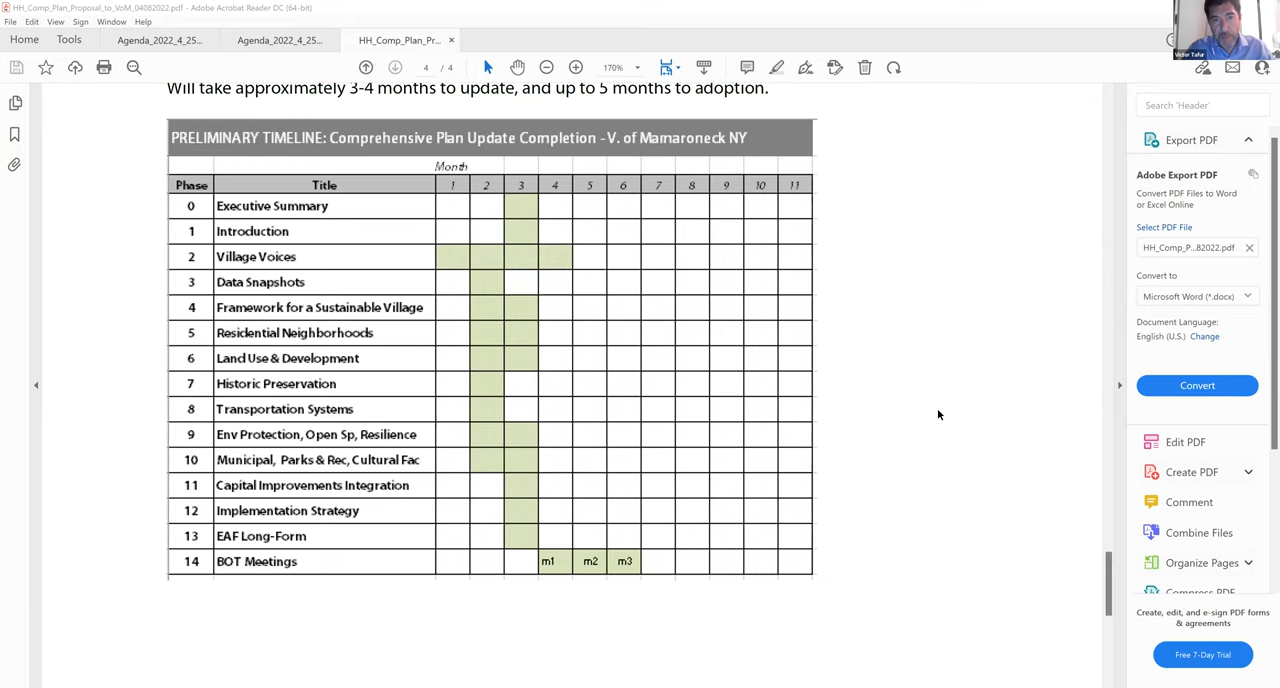 HH_Comp_Plan_Proposal_to_VoM_04082022.pdf - Adobe Acrobat Reader DC (64-bit)
File Edit View Sign Window Help
Home Tools Agenda_2022_4_25... Agenda_2022_4_25... HH_Comp_Plan_Pr... ×
4 / 4 170%
Victor Tafur
Will take approximately 3-4 months to update, and up to 5 months to adoption.
PRELIMINARY TIMELINE: Comprehensive Plan Update Completion - V. of Mamaroneck NY
Month
Phase Title 1 2 3 4 5 6 7 8 9 10 11
0 Executive Summary
1 Introduction
2 Village Voices
3 Data Snapshots
4 Framework for a Sustainable Village
5 Residential Neighborhoods
6 Land Use & Development
7 Historic Preservation
8 Transportation Systems
9 Env Protection, Open Sp, Resilience
10 Municipal, Parks & Rec, Cultural Fac
11 Capital Improvements Integration
12 Implementation Strategy
13 EAF Long-Form
14 BOT Meetings m1 m2 m3
Search 'Header'
Export PDF
Adobe Export PDF
Convert PDF Files to Word
or Excel Online
Select PDF File
HH_Comp_P...82022.pdf
Convert to
Microsoft Word (*.docx)
Document Language:
English (U.S.) Change
Convert
Edit PDF
Create PDF
Comment
Combine Files
Organize Pages
Compress PDF
Create, edit, and e-sign PDF forms
& agreements
Free 7-Day Trial